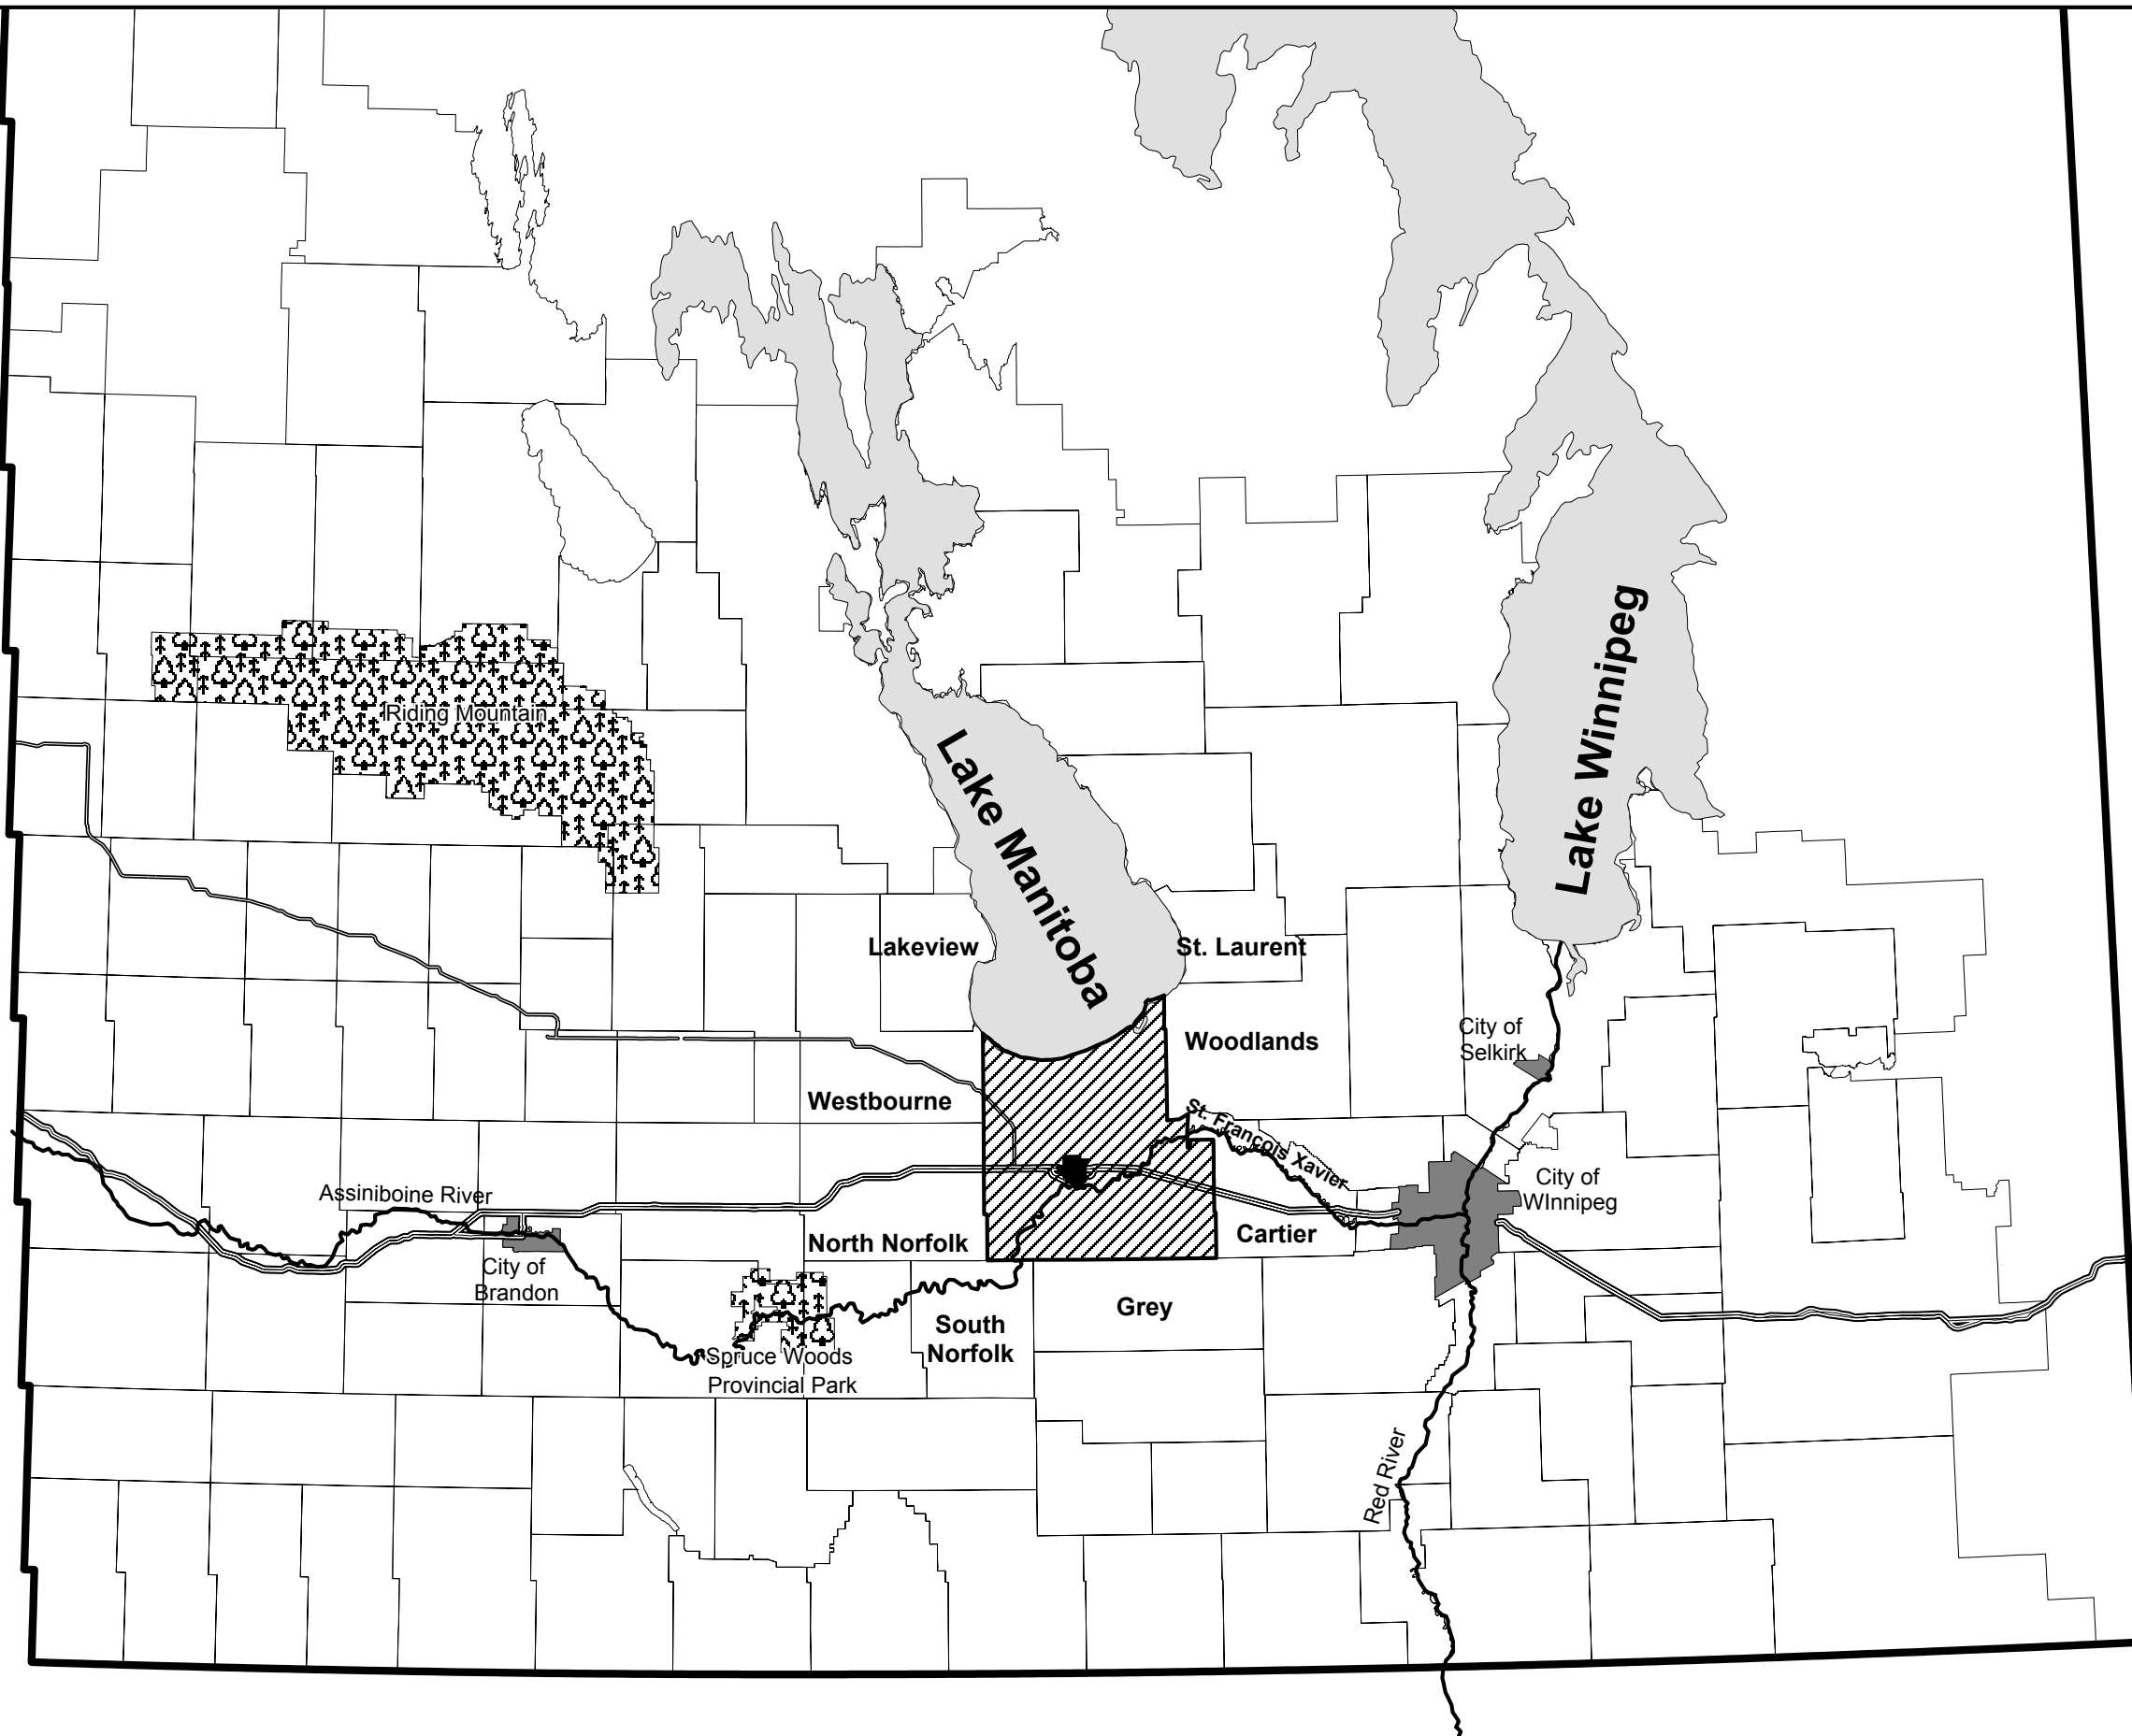 Riding Mountain
Lake Manitoba
Lake Winnipeg
Lakeview
St. Laurent
City of
Selkirk
Woodlands
Westbourne
St. François Xavier
City of
WInnipeg
Assiniboine River
North Norfolk
Cartier
City of
Brandon
Grey
South
Norfolk
Spruce Woods
Provincial Park
Red River